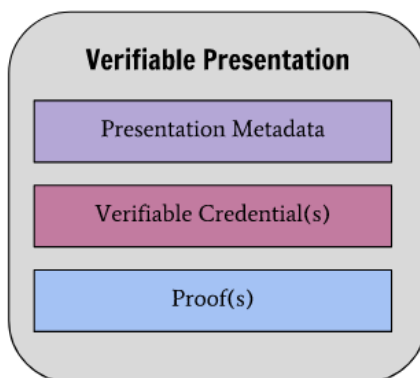 Verifiable Presentation
Presentation Metadata
Verifiable Credential(s)
Proof(s)